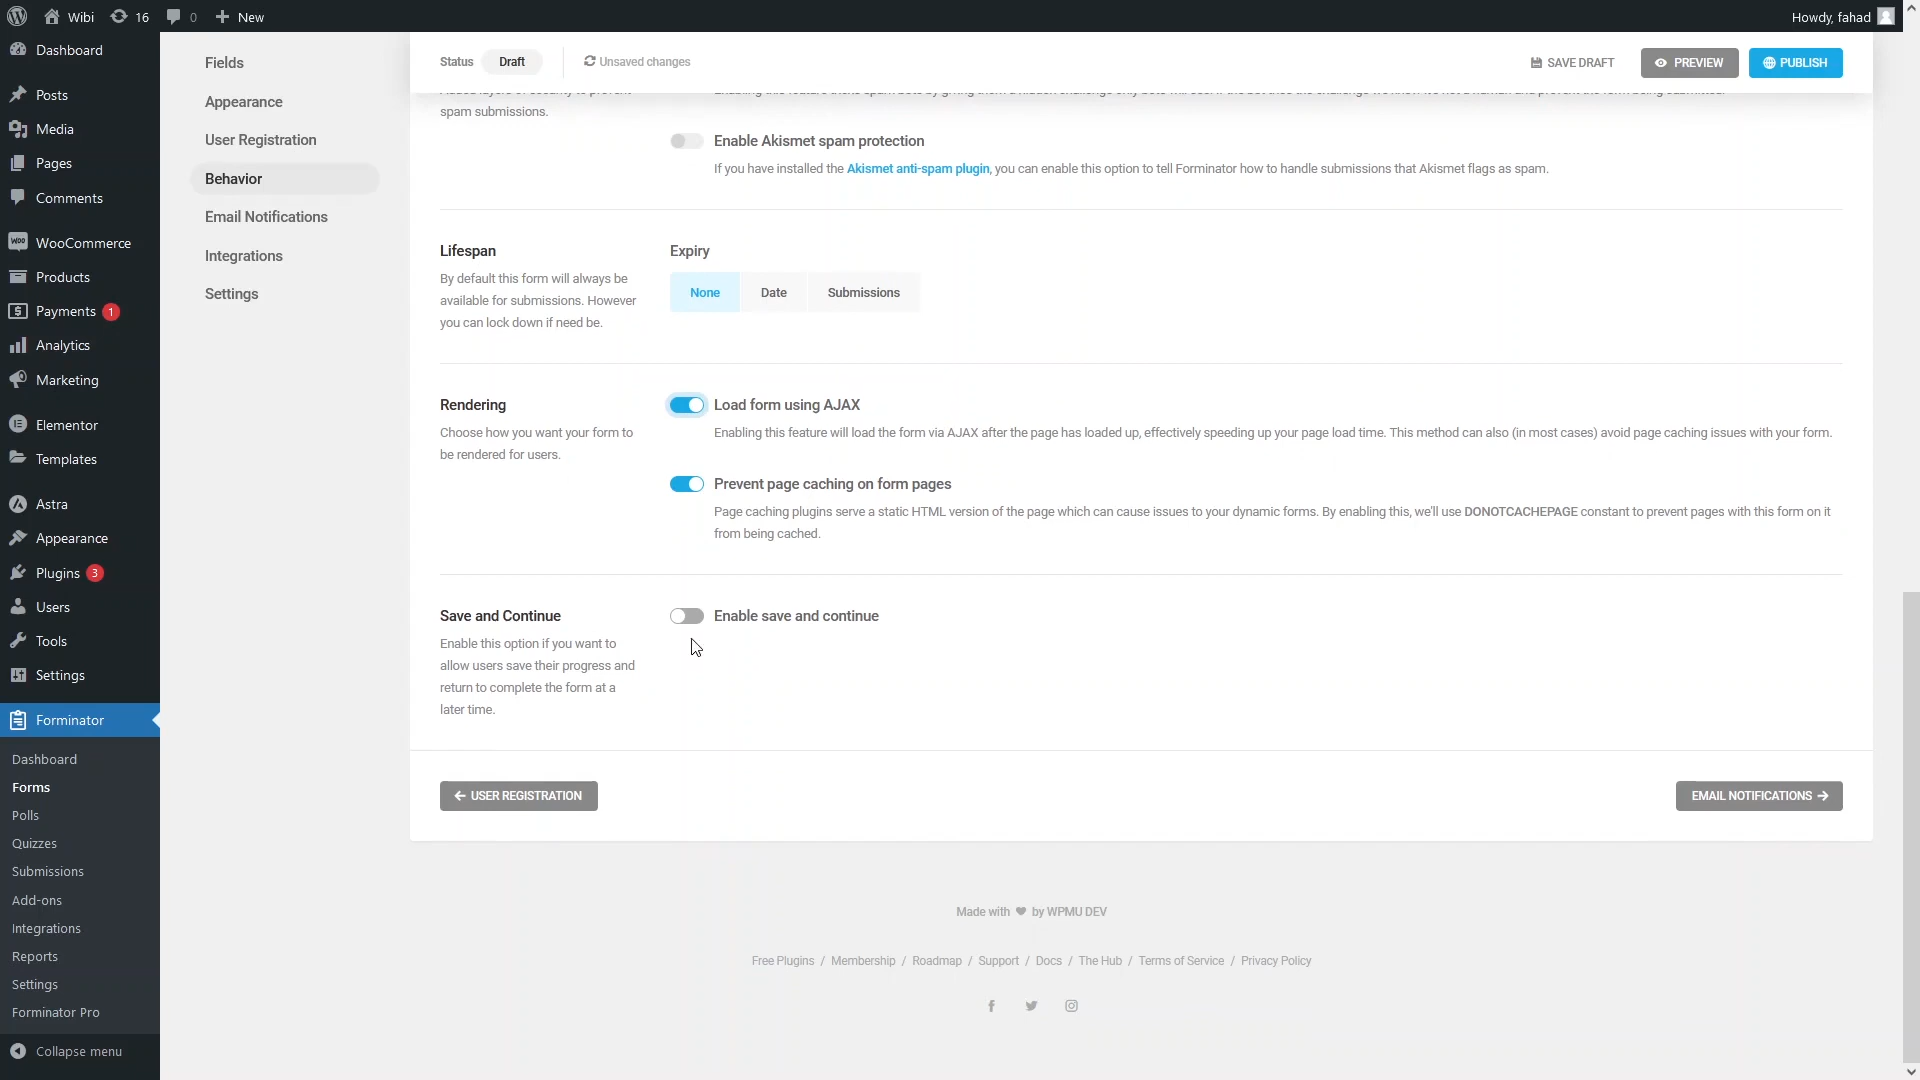 Wibi
16
0
New
Howdy, fahad
Dashboard
Posts
Media
Pages
Comments
WooCommerce
Products
Payments 1
Analytics
Marketing
Elementor
Templates
Astra
Appearance
Plugins 3
Users
Tools
Settings
Forminator
Dashboard
Forms
Polls
Quizzes
Submissions
Add-ons
Integrations
Reports
Settings
Forminator Pro
Collapse menu
Fields
Appearance
User Registration
Behavior
Email Notifications
Integrations
Settings
Status Draft Unsaved changes
SAVE DRAFT PREVIEW PUBLISH
spam submissions.
Enable Akismet spam protection
If you have installed the Akismet anti-spam plugin, you can enable this option to tell Forminator how to handle submissions that Akismet flags as spam.
Lifespan
By default this form will always be
available for submissions. However
you can lock down if need be.
Expiry
None Date Submissions
Rendering
Choose how you want your form to
be rendered for users.
Load form using AJAX
Enabling this feature will load the form via AJAX after the page has loaded up, effectively speeding up your page load time. This method can also (in most cases) avoid page caching issues with your form.
Prevent page caching on form pages
Page caching plugins serve a static HTML version of the page which can cause issues to your dynamic forms. By enabling this, we'll use DONOTCACHEPAGE constant to prevent pages with this form on it
from being cached.
Save and Continue
Enable this option if you want to
allow users save their progress and
return to complete the form at a
later time.
Enable save and continue
USER REGISTRATION
EMAIL NOTIFICATIONS
Made with by WPMU DEV
Free Plugins / Membership / Roadmap / Support / Docs / The Hub / Terms of Service / Privacy Policy